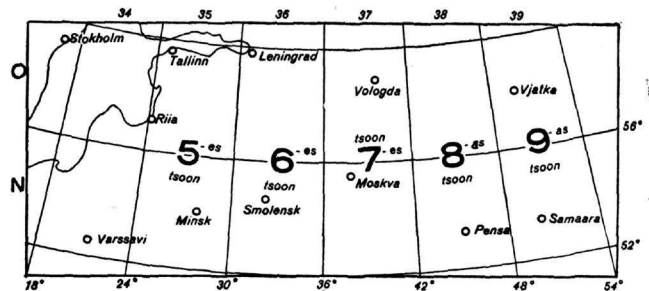 34 35 36 37 38 39
Stokholm
Tallinn
Leningrad
O
Vologda
Vjatka
Riia
56°
5-es tsoon
6-es tsoon
7-es tsoon
8-as tsoon
9-as tsoon
N
Moskva
Smolensk
Minsk
Samaara
Pensa
Varssavi
52°
18° 24° 30° 36° 42° 48° 54°